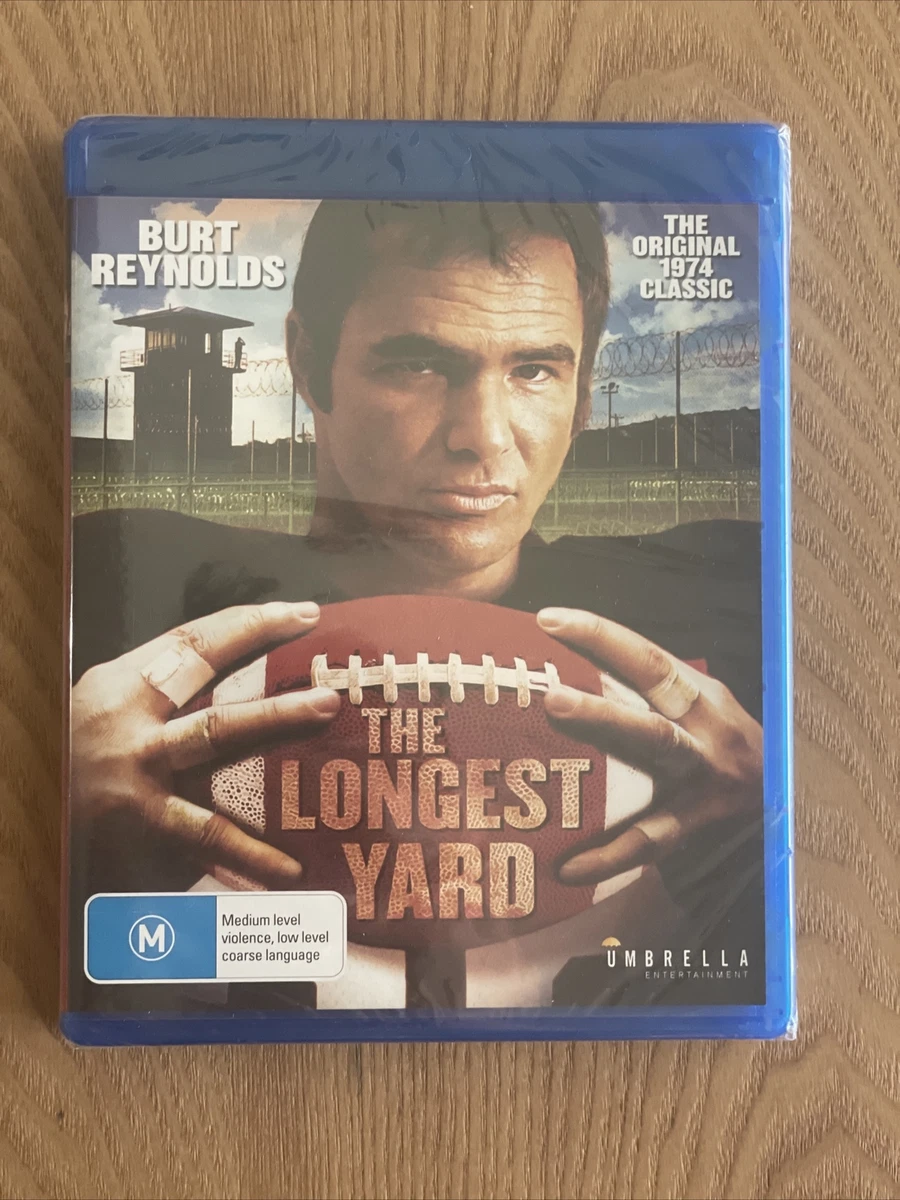 BURT
REYNOLDS
THE
ORIGINAL
1974
CLASSIC
THE
LONGEST
YARD
M
Medium level
violence, low level
coarse language
UMBRELLA
ENTERTAINMENT